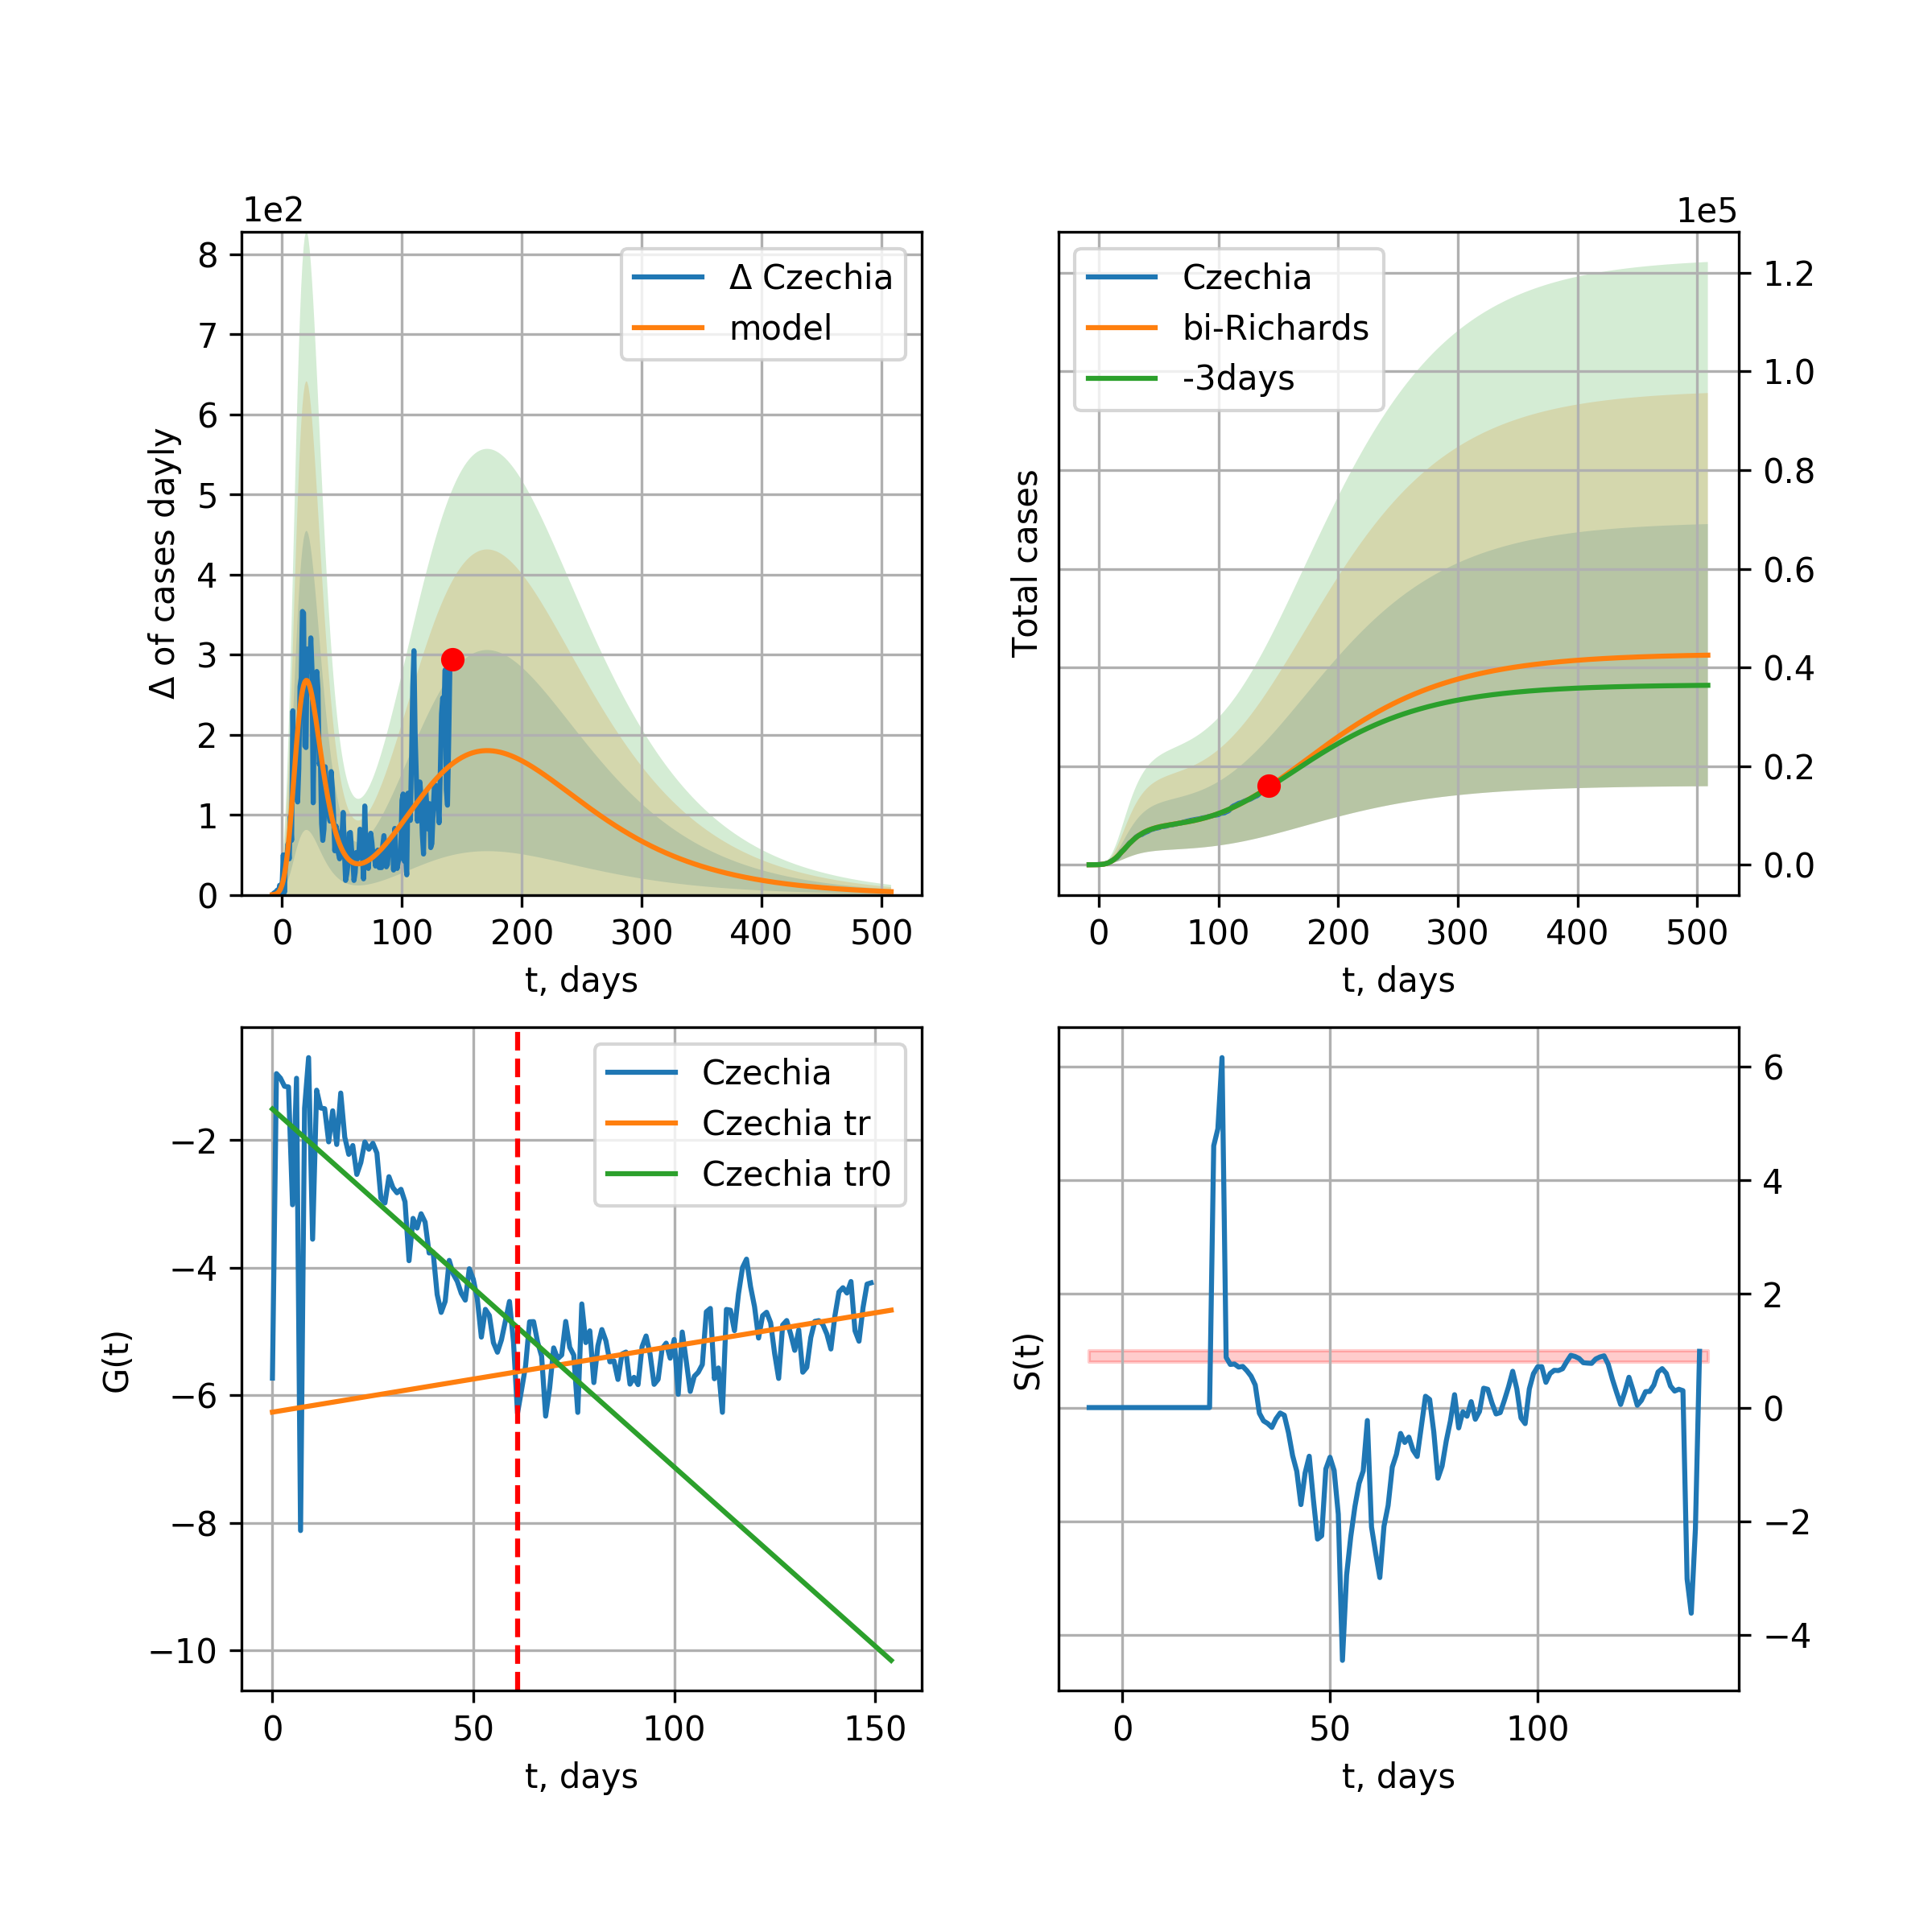 1e2
8
7
6
5
4
3
2
1
0
Δ of cases dayly
Δ Czechia
model
0 100 200 300 400 500
t, days
1e5
Total cases
Czechia
bi-Richards
-3days
1.2
1.0
0.8
0.6
0.4
0.2
0.0
0 100 200 300 400 500
t, days
G(t)
−2
−4
−6
−8
−10
Czechia
Czechia tr
Czechia tr0
0 50 100 150
t, days
S(t)
6
4
2
0
−2
−4
0 50 100
t, days